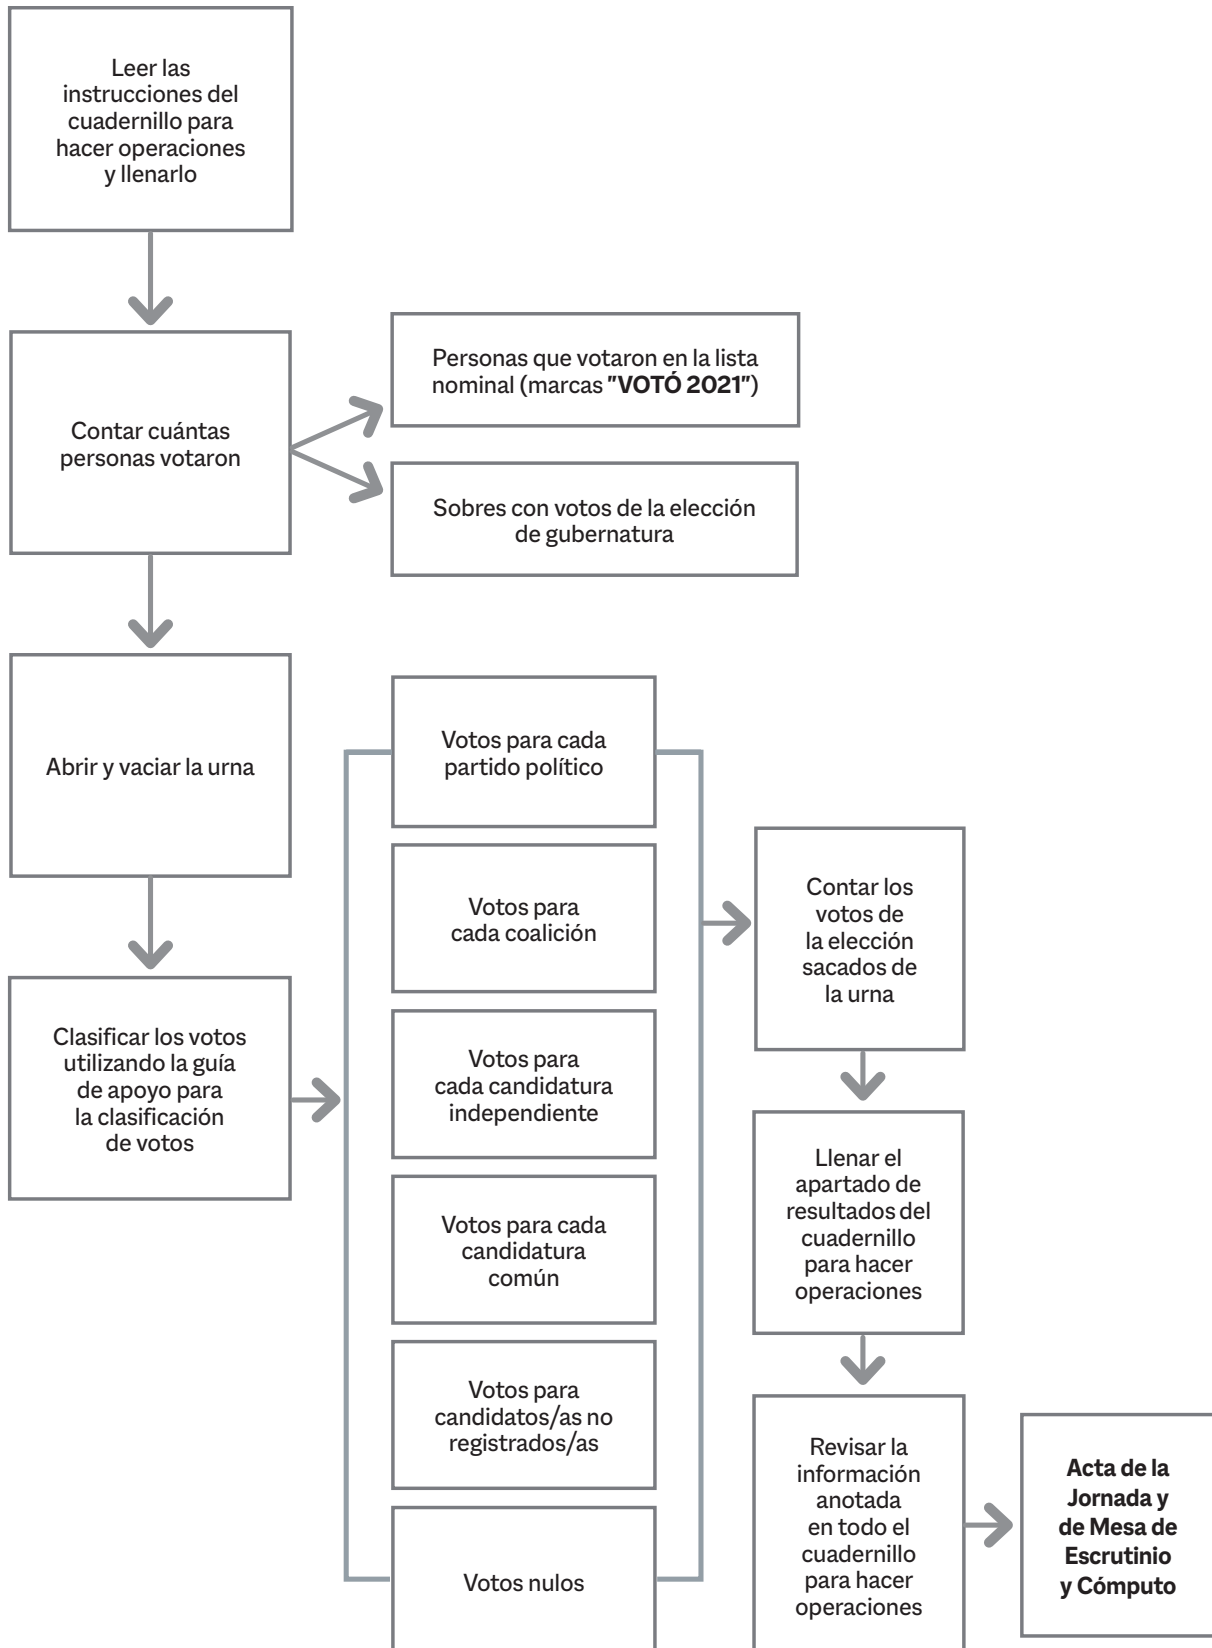 Leer las
instrucciones del
cuadernillo para
hacer operaciones
y llenarlo
Contar cuántas
personas votaron
Personas que votaron en la lista
nominal (marcas "VOTÓ 2021")
Sobres con votos de la elección
de gubernatura
Abrir y vaciar la urna
Clasificar los votos
utilizando la guía
de apoyo para
la clasificación
de votos
Votos para cada
partido político
Votos para
cada coalición
Votos para
cada candidatura
independiente
Votos para cada
candidatura
común
Votos para
candidatos/as no
registrados/as
Votos nulos
Contar los
votos de
la elección
sacados de
la urna
Llenar el
apartado de
resultados del
cuadernillo
para hacer
operaciones
Revisar la
información
anotada
en todo el
cuadernillo
para hacer
operaciones
Acta de la
Jornada y
de Mesa de
Escrutinio
y Cómputo